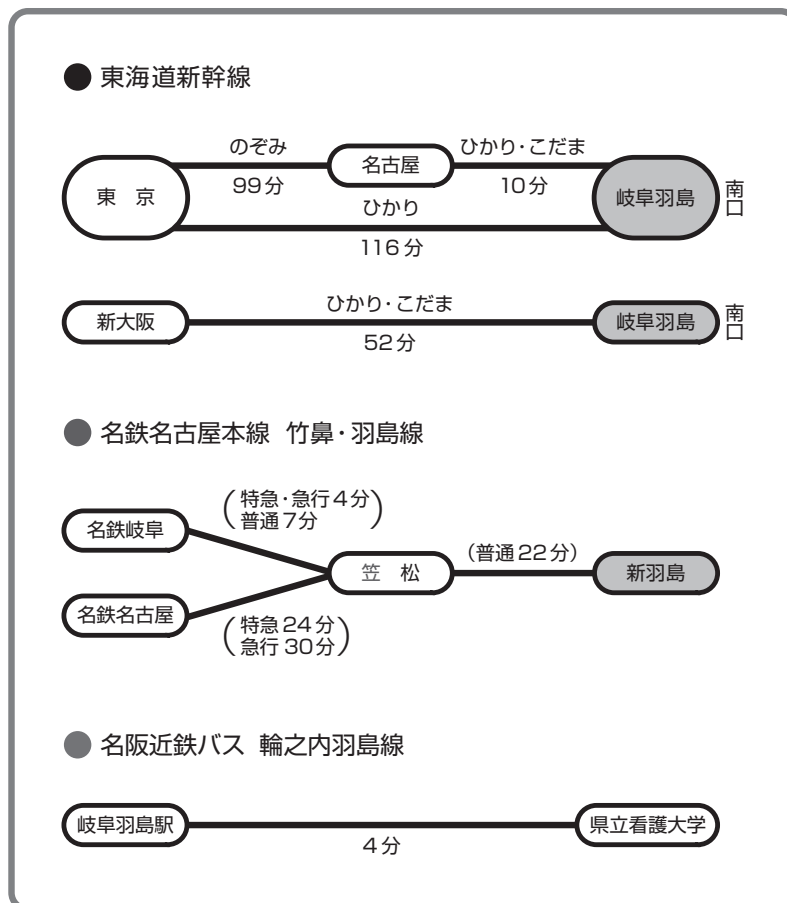 ● 東海道新幹線
のぞみ
ひかり・こだま
東 京
名古屋
岐阜羽島
南口
99分
10分
ひかり
116分
ひかり・こだま
新大阪
岐阜羽島
南口
52分
● 名鉄名古屋本線 竹鼻・羽島線
(特急・急行4分
普通7分)
名鉄岐阜
(普通22分)
笠 松
新羽島
名鉄名古屋
(特急24分
急行30分)
● 名阪近鉄バス 輪之内羽島線
岐阜羽島駅
県立看護大学
4分